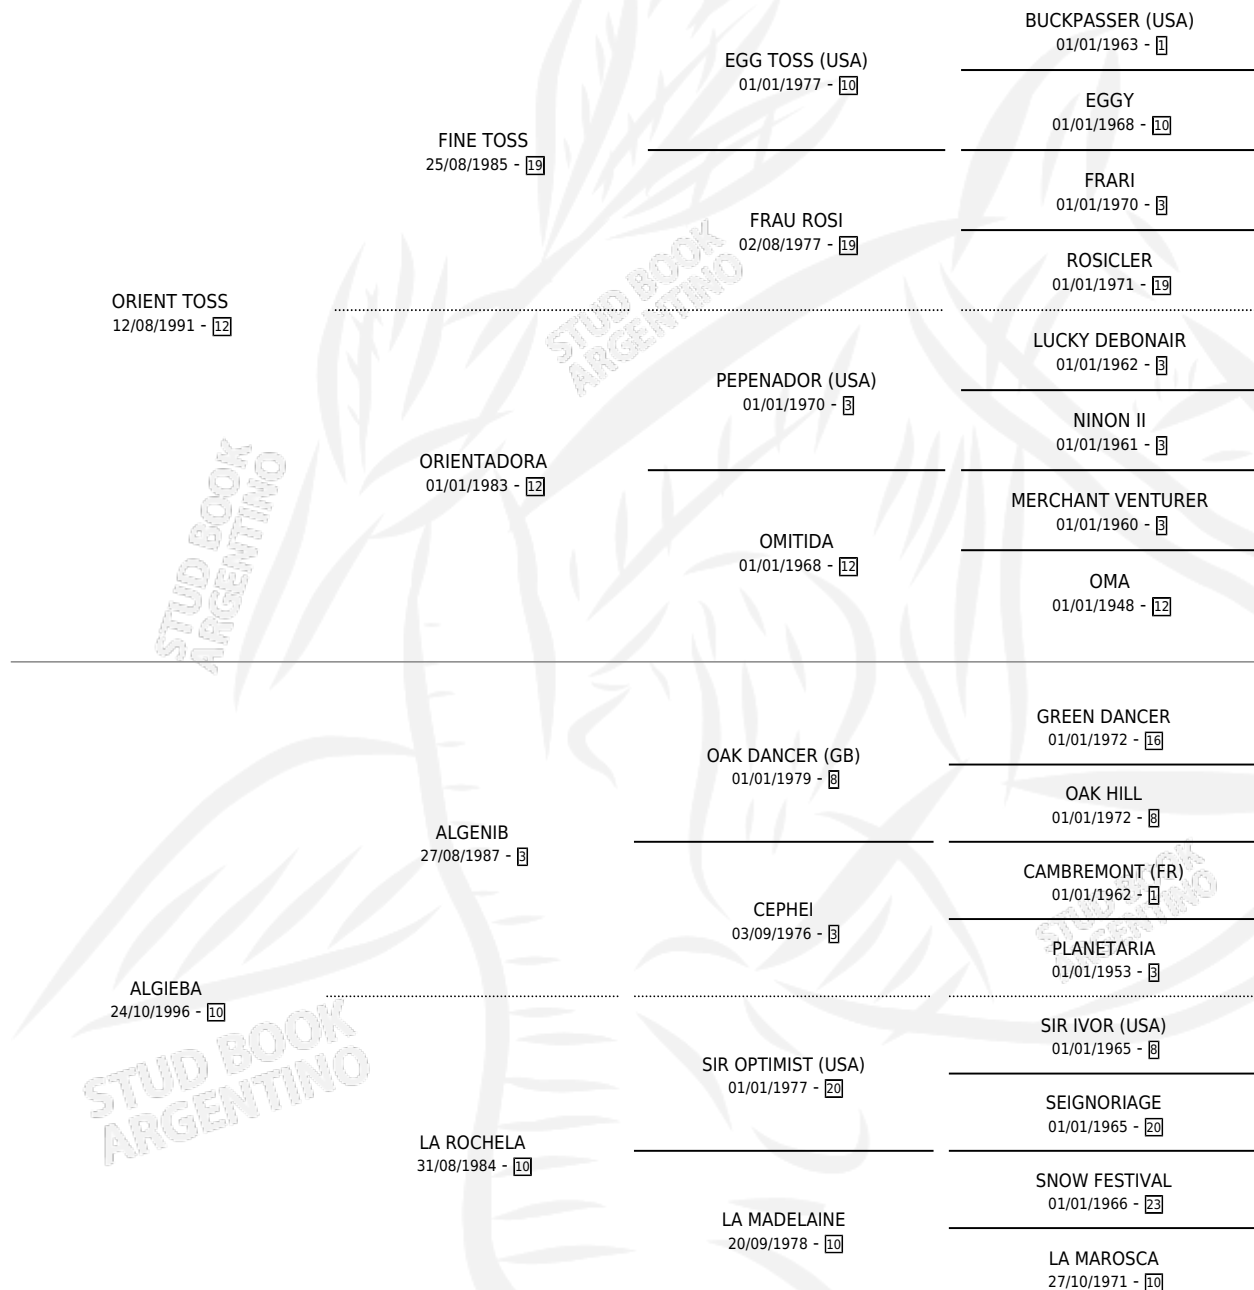 BUCKPASSER (USA)
01/01/1963 - 1
EGG TOSS (USA)
01/01/1977 - 10
EGGY
01/01/1968 - 10
FINE TOSS
25/08/1985 - 19
FRARI
01/01/1970 - 3
FRAU ROSI
02/08/1977 - 19
ROSICLER
01/01/1971 - 19
ORIENT TOSS
12/08/1991 - 12
LUCKY DEBONAIR
01/01/1962 - 3
PEPENADOR (USA)
01/01/1970 - 3
NINON II
01/01/1961 - 3
ORIENTADORA
01/01/1983 - 12
MERCHANT VENTURER
01/01/1960 - 3
OMITIDA
01/01/1968 - 12
OMA
01/01/1948 - 12
GREEN DANCER
01/01/1972 - 16
OAK DANCER (GB)
01/01/1979 - 8
OAK HILL
01/01/1972 - 8
ALGENIB
27/08/1987 - 3
CAMBREMONT (FR)
01/01/1962 - 1
CEPHEI
03/09/1976 - 3
PLANETARIA
01/01/1953 - 3
ALGIEBA
24/10/1996 - 10
SIR IVOR (USA)
01/01/1965 - 8
SIR OPTIMIST (USA)
01/01/1977 - 20
SEIGNORIAGE
01/01/1965 - 20
LA ROCHELA
31/08/1984 - 10
SNOW FESTIVAL
01/01/1966 - 23
LA MADELAINE
20/09/1978 - 10
LA MAROSCA
27/10/1971 - 10
STUD BOOK
ARGENTINO
STUD BOOK
ARGENTINO
STUD BOOK
ARGENTINO
STUD BOOK
ARGENTINO